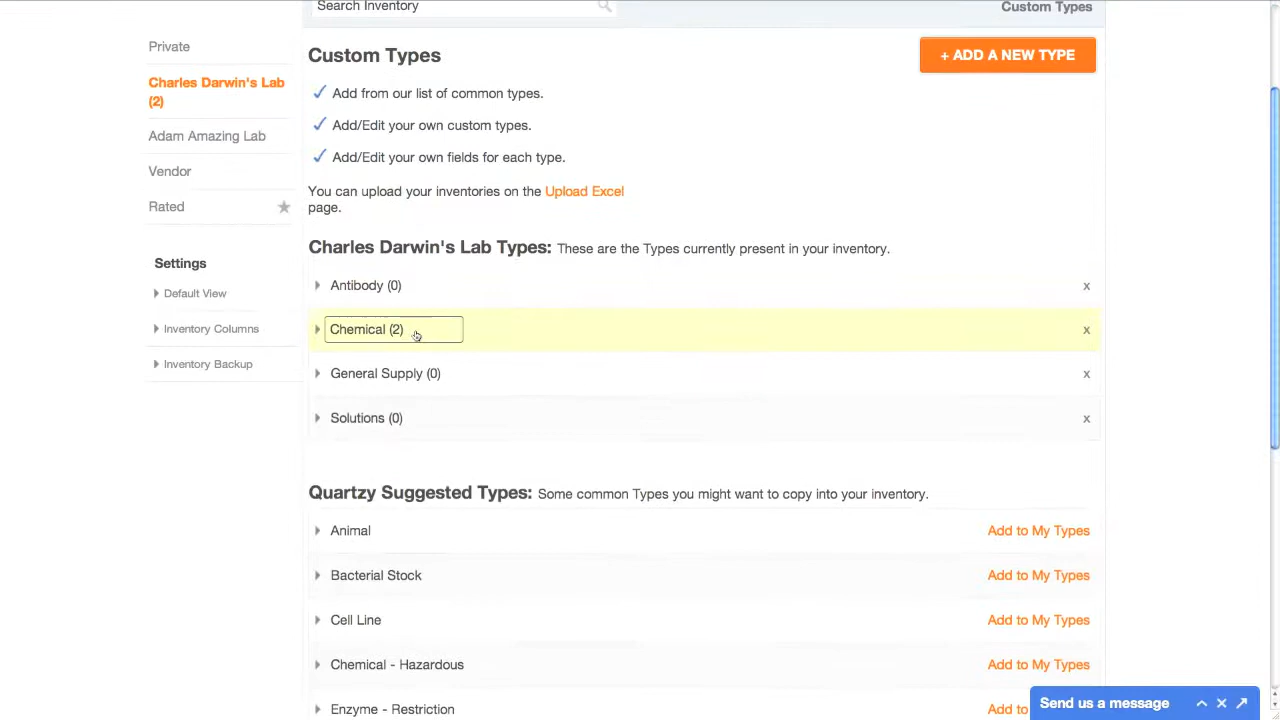 Search Inventory
Custom Types
Private
Charles Darwin's Lab
(2)
Adam Amazing Lab
Vendor
Rated
Settings
Default View
Inventory Columns
Inventory Backup
Custom Types
+ ADD A NEW TYPE
✓ Add from our list of common types.
✓ Add/Edit your own custom types.
✓ Add/Edit your own fields for each type.
You can upload your inventories on the Upload Excel
page.
Charles Darwin's Lab Types: These are the Types currently present in your inventory.
Antibody (0) x
Chemical (2) x
General Supply (0) x
Solutions (0) x
Quartzy Suggested Types: Some common Types you might want to copy into your inventory.
Animal Add to My Types
Bacterial Stock Add to My Types
Cell Line Add to My Types
Chemical - Hazardous Add to My Types
Enzyme - Restriction Add to
Send us a message